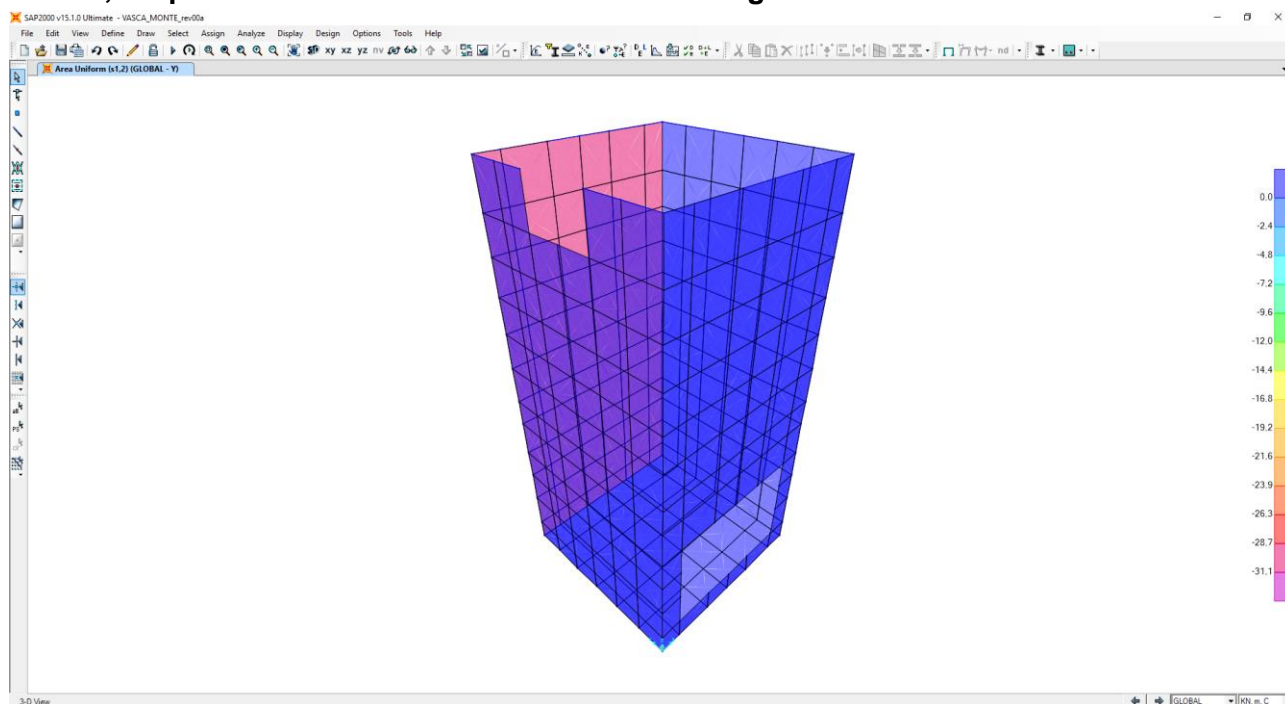 SAP2000 v15.1.0 Ultimate - VASCA_MONTE_rev00a
File Edit View Define Draw Select Assign Analyze Display Design Options Tools Help
xy xz yz nv nd
Area Uniform (s1,2) (GLOBAL - Y)
0.0
-2.4
-4.8
-7.2
-9.6
-12.0
-14.4
-16.8
-19.2
-21.6
-23.9
-26.3
-28.7
-31.1
3-D View
GLOBAL KN, m, C